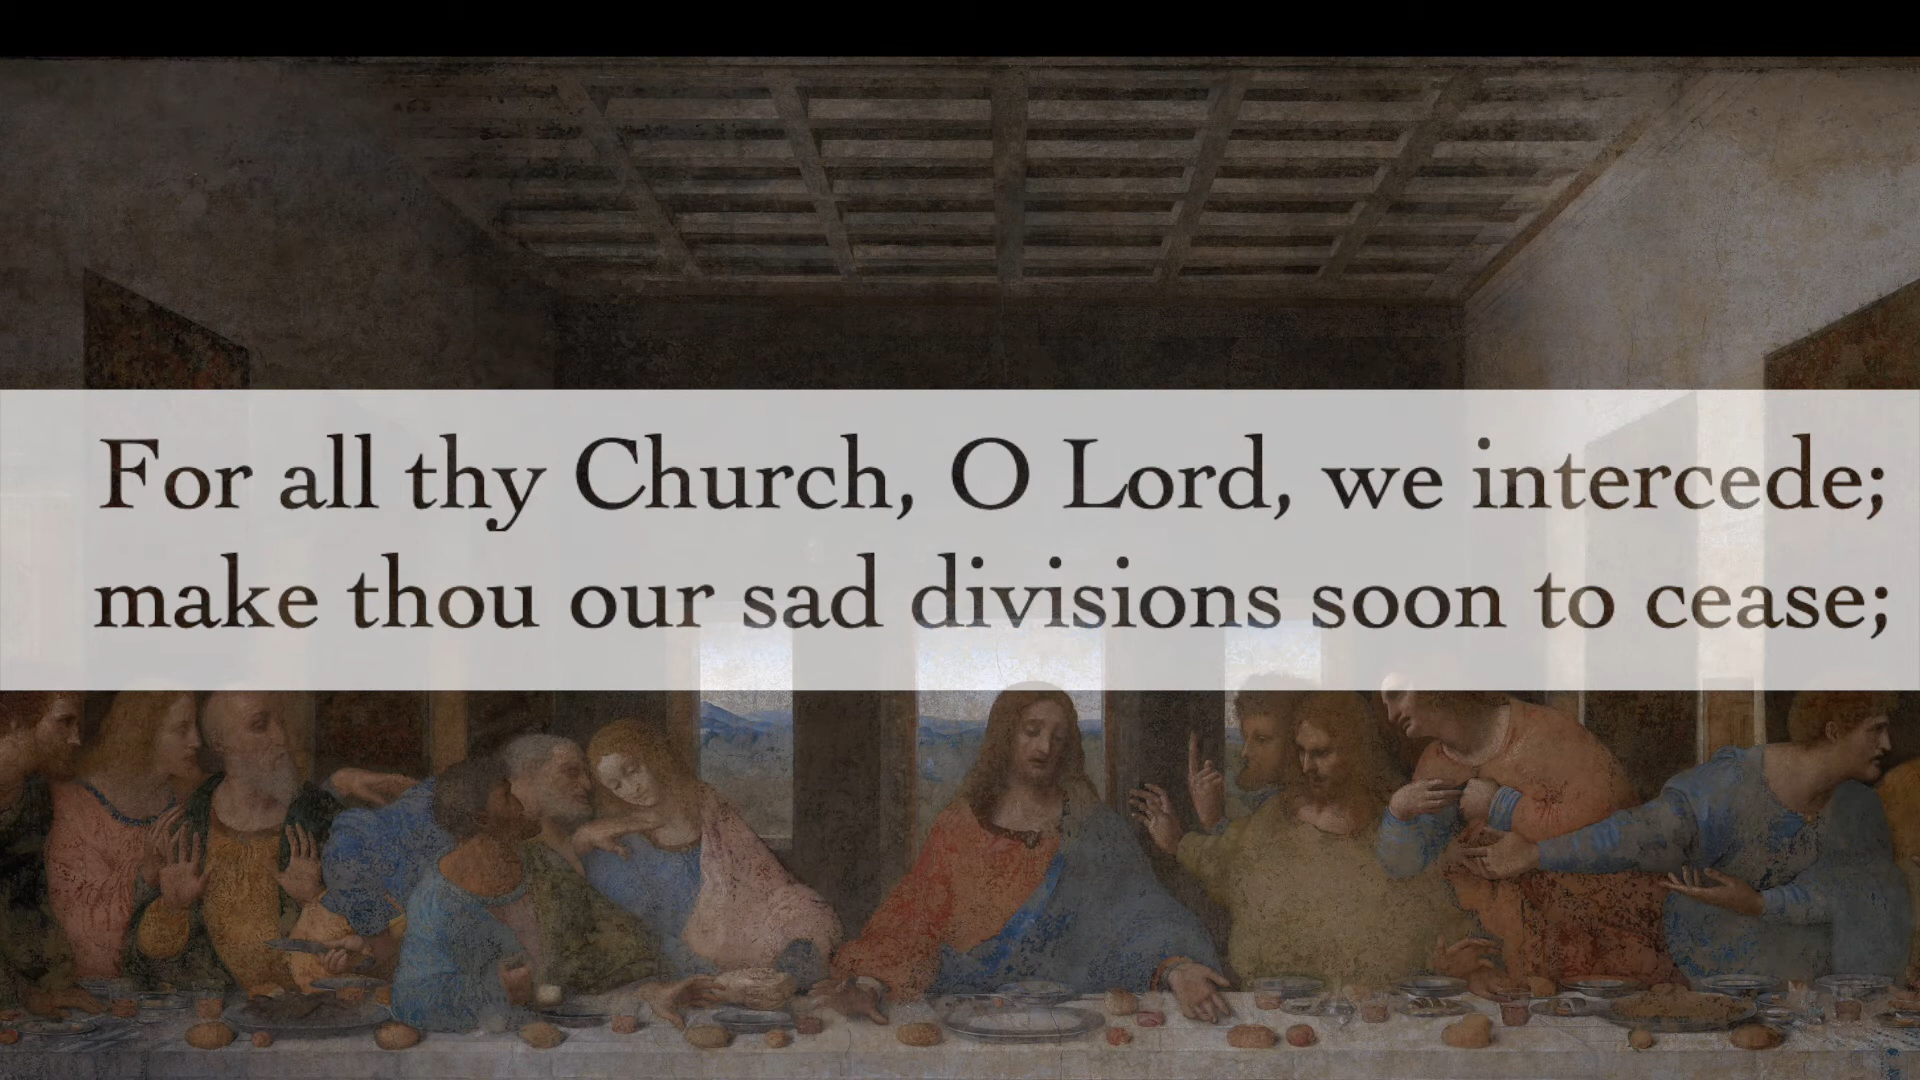 For all thy Church, O Lord, we intercede;
make thou our sad divisions soon to cease;